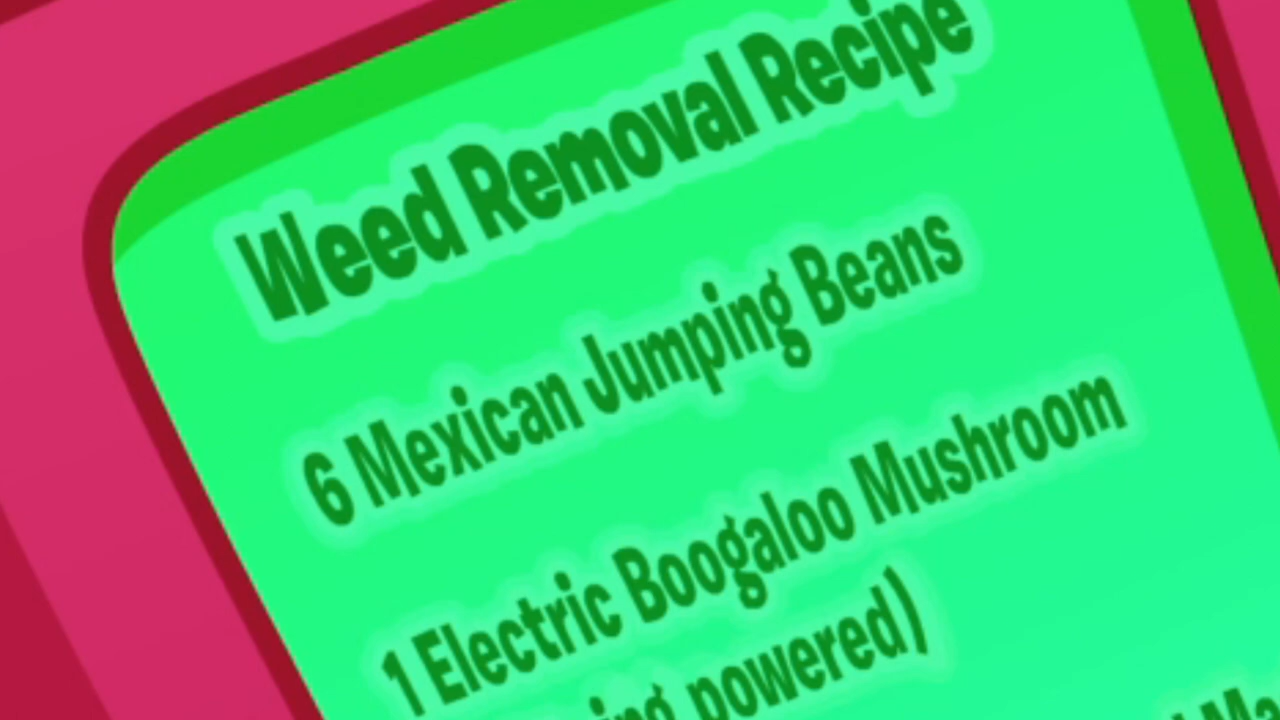 Weed Removal Recipe
6 Mexican Jumping Beans
1 Electric Boogaloo Mushroom
powered)